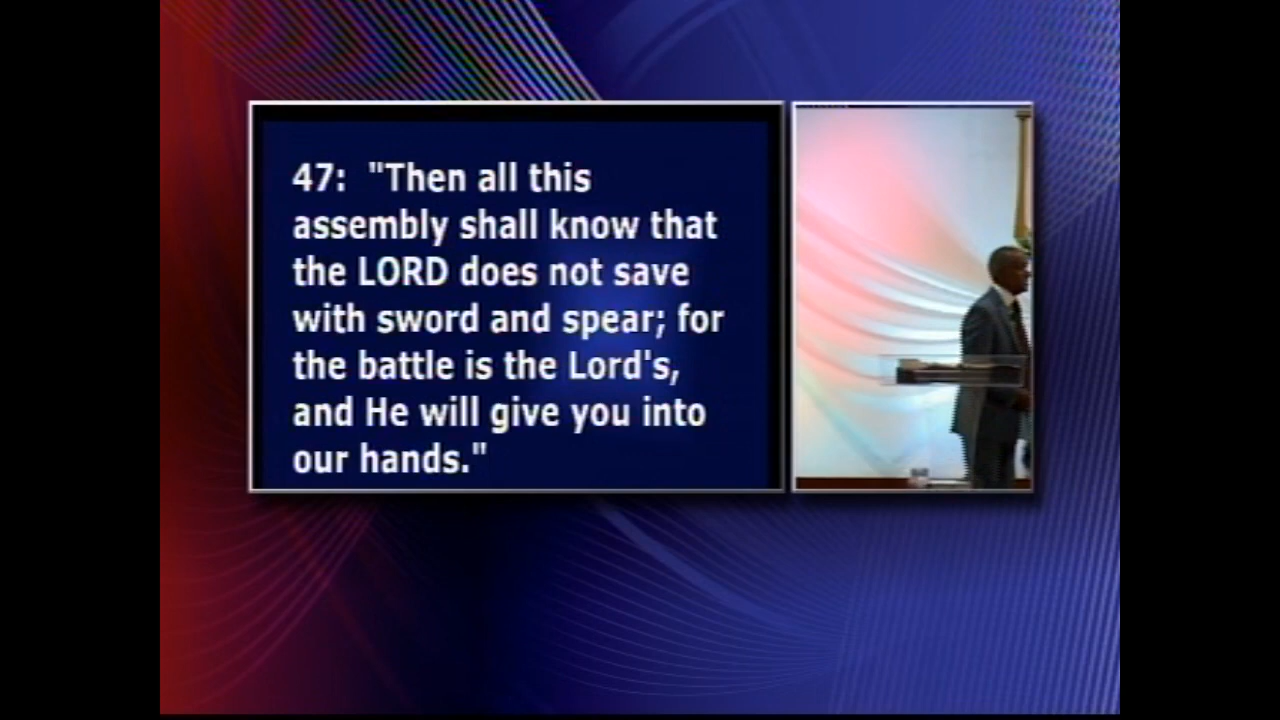 47:  "Then all this
assembly shall know that
the LORD does not save
with sword and spear; for
the battle is the Lord's,
and He will give you into
our hands."